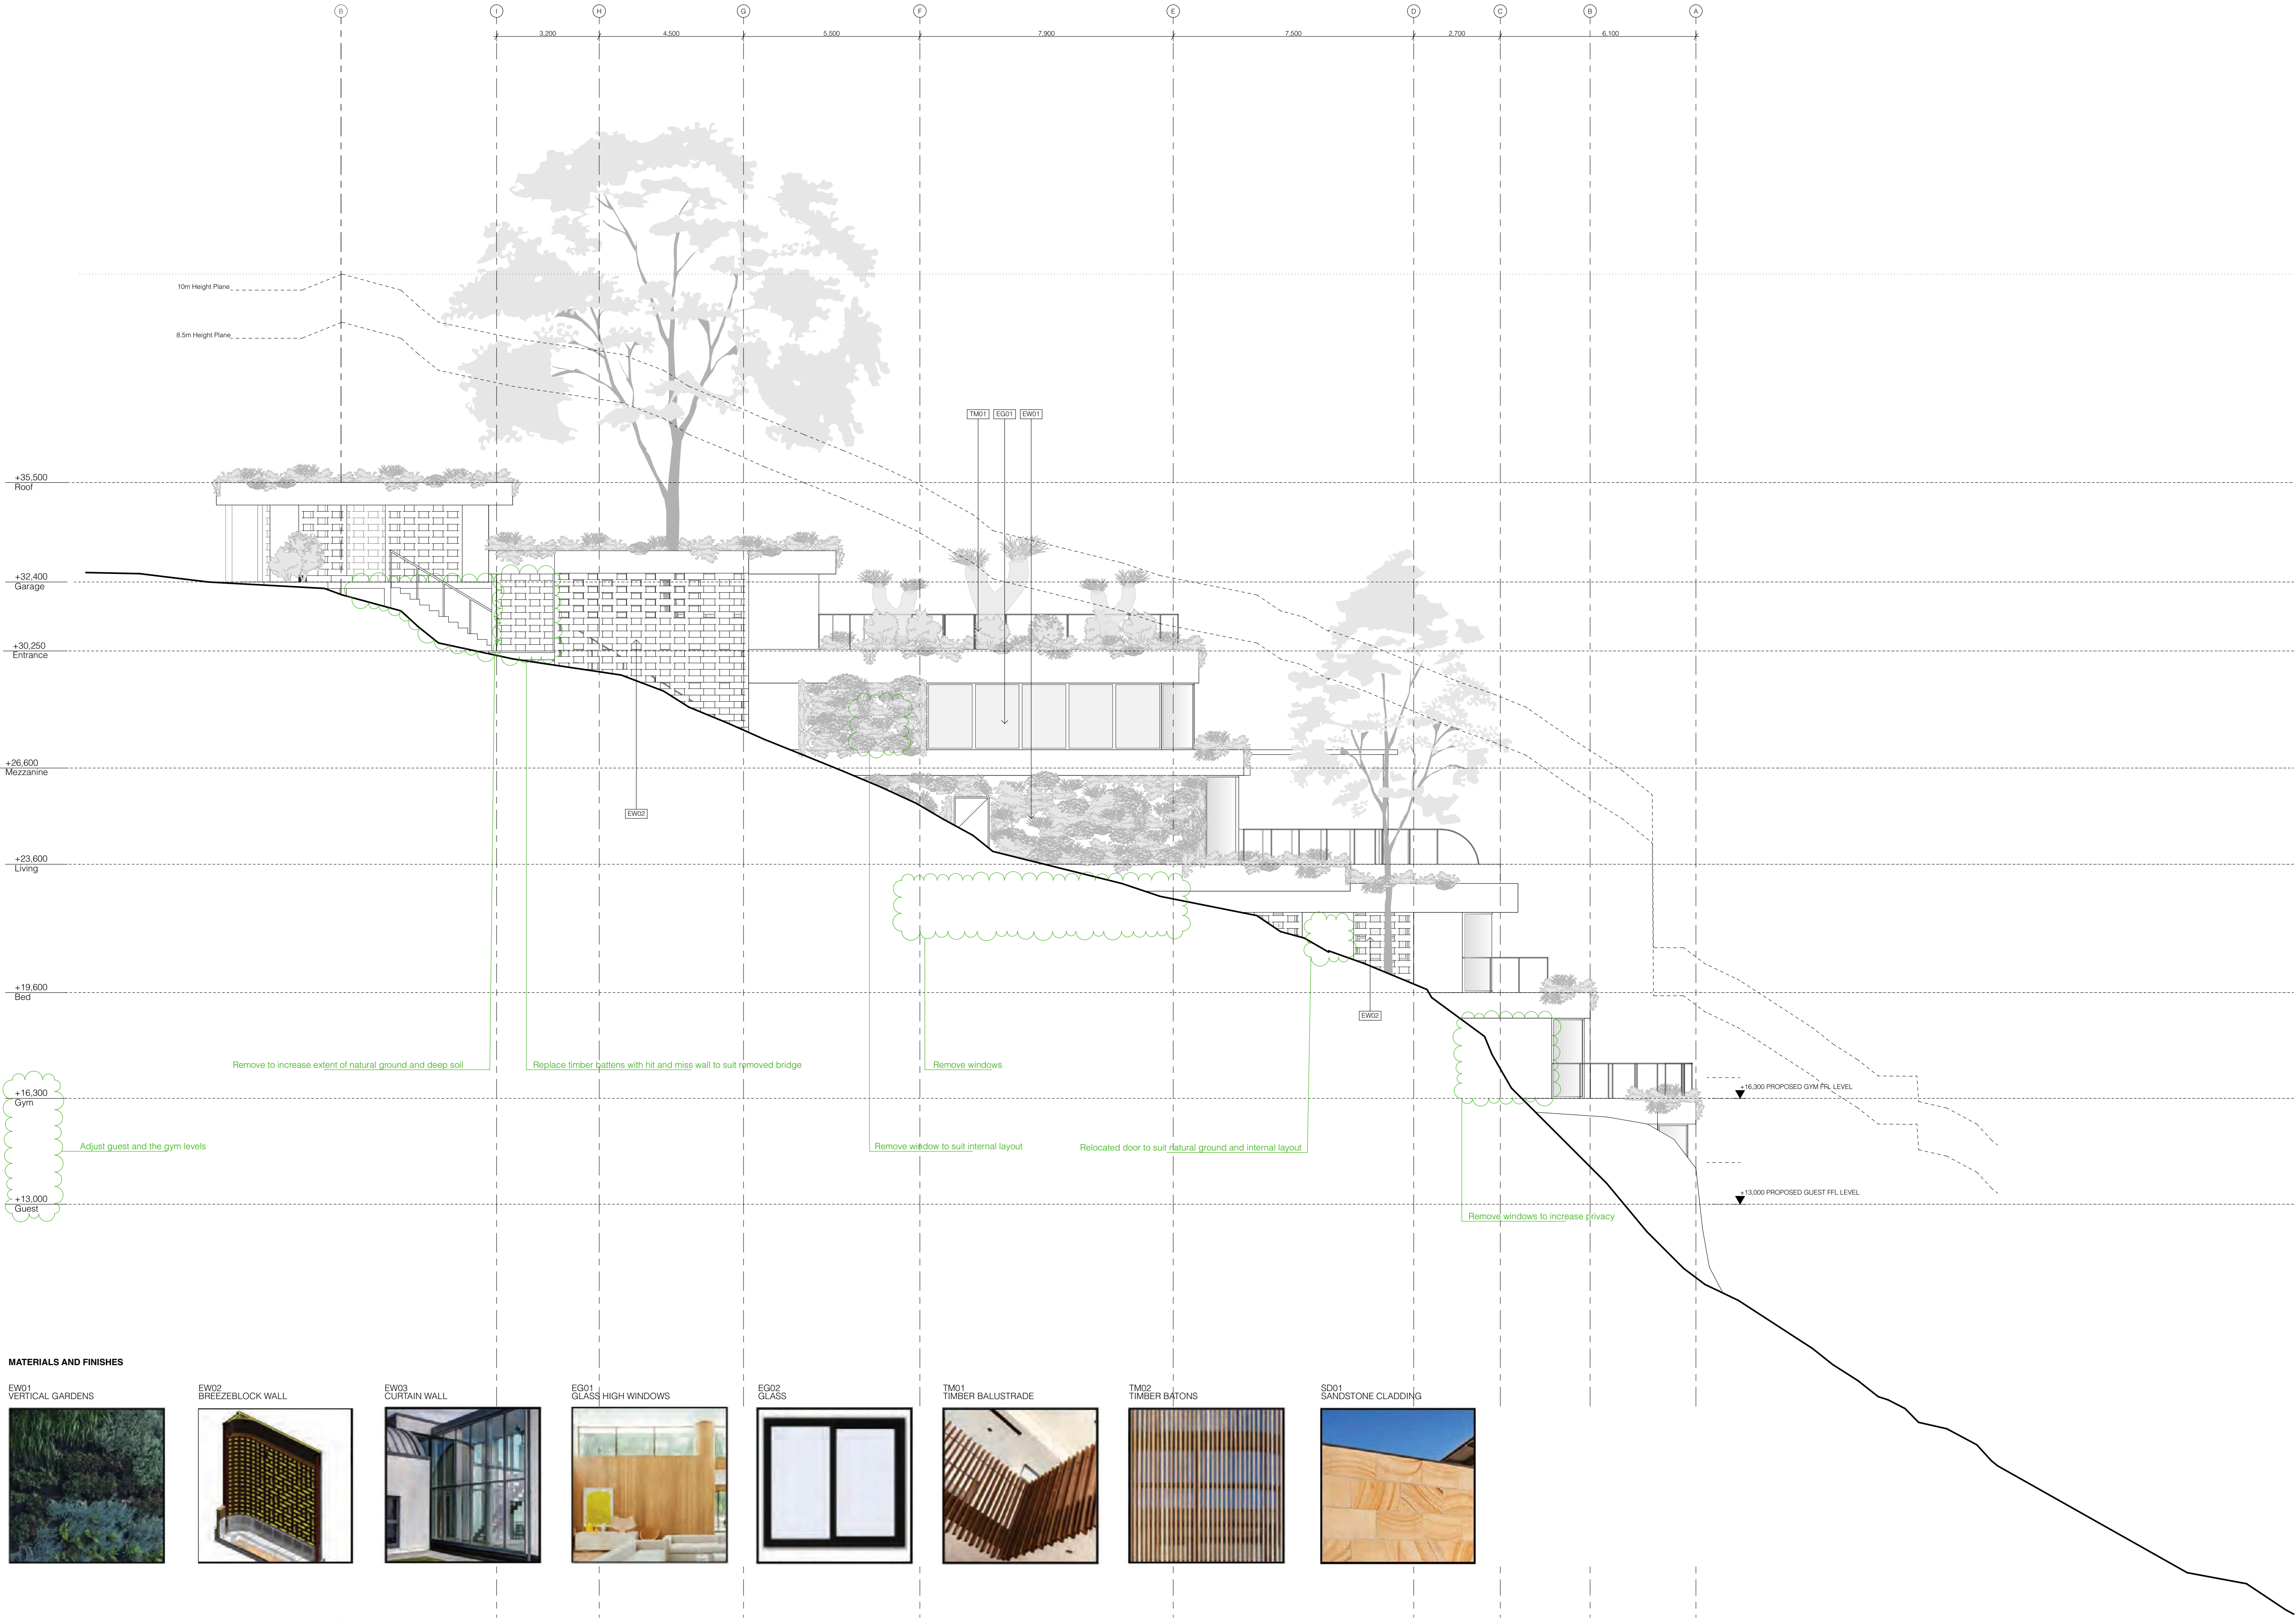 B I H G F E D C B A
3,200 4,500 5,500 7,900 7,500 2,700 6,100
10m Height Plane
8.5m Height Plane
TM01 EG01 EW01
+35,500
Roof
+32,400
Garage
+30,250
Entrance
+26,600
Mezzanine
EW02
+23,600
Living
+19,600
Bed
EW02
Remove to increase extent of natural ground and deep soil
Replace timber battens with hit and miss wall to suit removed bridge
Remove windows
+16,300
Gym
+16,300 PROPOSED GYM FFL LEVEL
Adjust guest and the gym levels
Remove window to suit internal layout
Relocated door to suit natural ground and internal layout
+13,000
Guest
+13,000 PROPOSED GUEST FFL LEVEL
Remove windows to increase privacy
MATERIALS AND FINISHES
EW01
VERTICAL GARDENS
EW02
BREEZEBLOCK WALL
EW03
CURTAIN WALL
EG01
GLASS HIGH WINDOWS
EG02
GLASS
TM01
TIMBER BALUSTRADE
TM02
TIMBER BATONS
SD01
SANDSTONE CLADDING